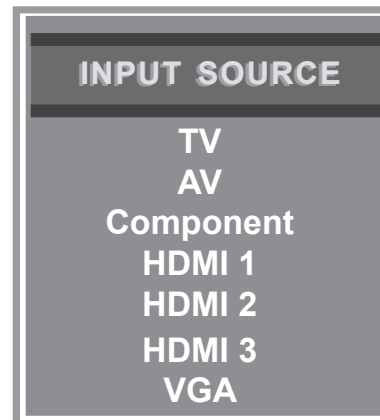 INPUT SOURCE
TV
AV
Component
HDMI 1
HDMI 2
HDMI 3
VGA